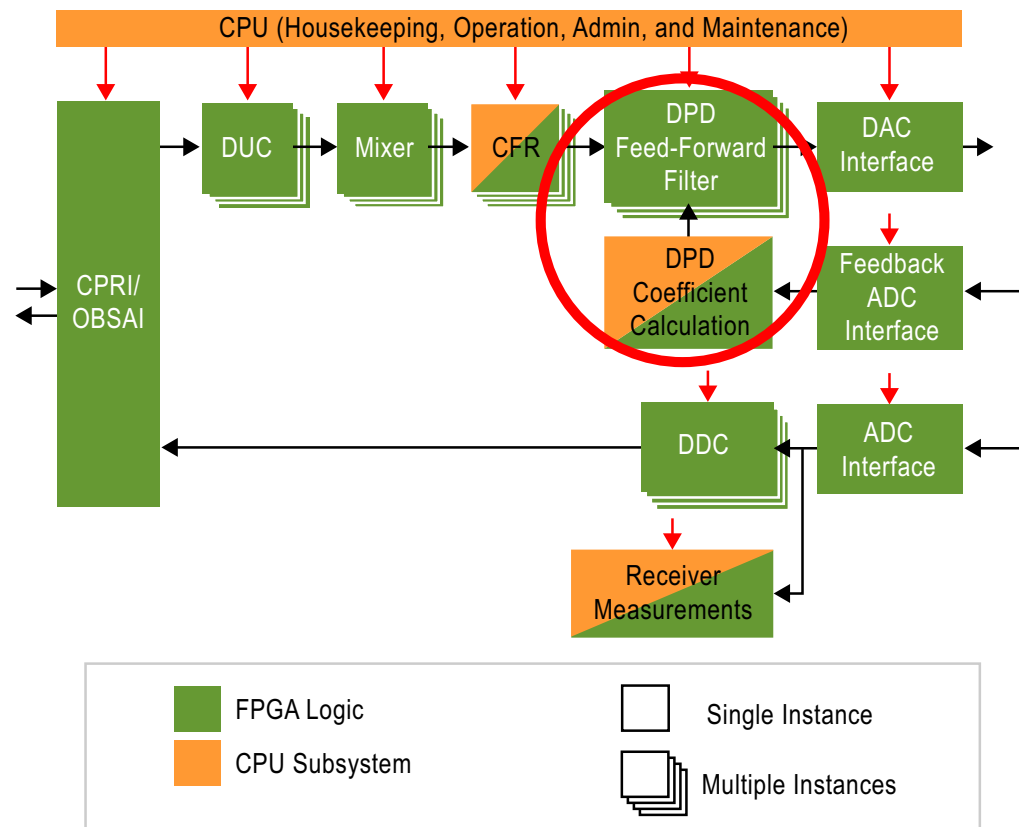 CPU (Housekeeping, Operation, Admin, and Maintenance)
DUC
Mixer
CFR
DPD
Feed-Forward
Filter
DAC
Interface
CPRI/
OBSAI
DPD
Coefficient
Calculation
Feedback
ADC
Interface
DDC
ADC
Interface
Receiver
Measurements
FPGA Logic
Single Instance
CPU Subsystem
Multiple Instances